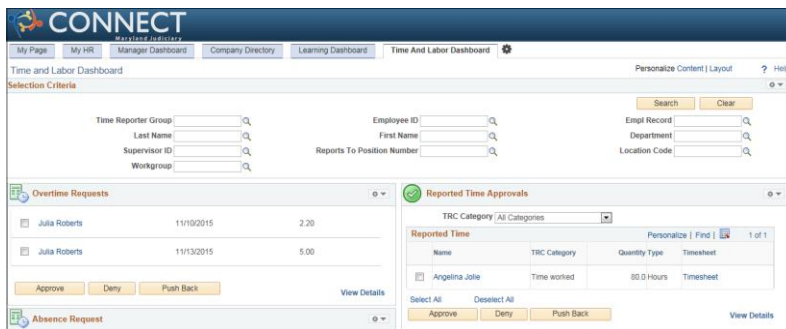 CONNECT
Maryland Judiciary
My Page My HR Manager Dashboard Company Directory Learning Dashboard Time And Labor Dashboard
Time and Labor Dashboard Personalize Content | Layout ? Hel
Selection Criteria
Search Clear
Time Reporter Group Employee ID Empl Record
Last Name First Name Department
Supervisor ID Reports To Position Number Location Code
Workgroup
Overtime Requests
Julia Roberts 11/10/2015 2.20
Julia Roberts 11/13/2015 5.00
Approve Deny Push Back View Details
Absence Request
Reported Time Approvals
TRC Category All Categories
Reported Time Personalize | Find | 1 of 1
Name TRC Category Quantity Type Timesheet
Angelina Jolie Time worked 80.0 Hours Timesheet
Select All Deselect All
Approve Deny Push Back View Details